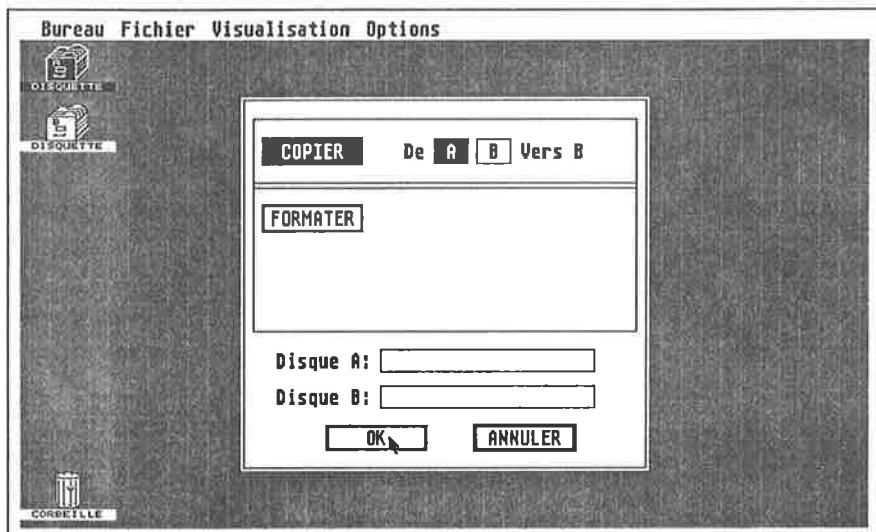 Bureau Fichier Visualisation Options
A
DISQUETTE
B
DISQUETTE
COPIER De A B Vers B
FORMATER
Disque A:
Disque B:
OK ANNULER
CORBEILLE